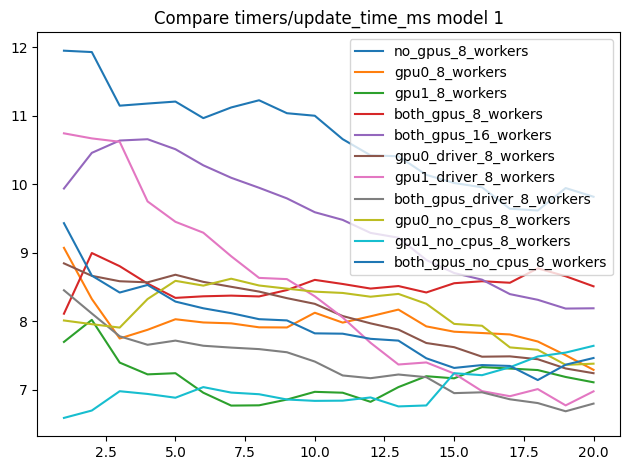 Compare timers/update_time_ms model 1
12
11
10
9
8
7
no_gpus_8_workers
gpu0_8_workers
gpu1_8_workers
both_gpus_8_workers
both_gpus_16_workers
gpu0_driver_8_workers
gpu1_driver_8_workers
both_gpus_driver_8_workers
gpu0_no_cpus_8_workers
gpu1_no_cpus_8_workers
both_gpus_no_cpus_8_workers
2.5 5.0 7.5 10.0 12.5 15.0 17.5 20.0